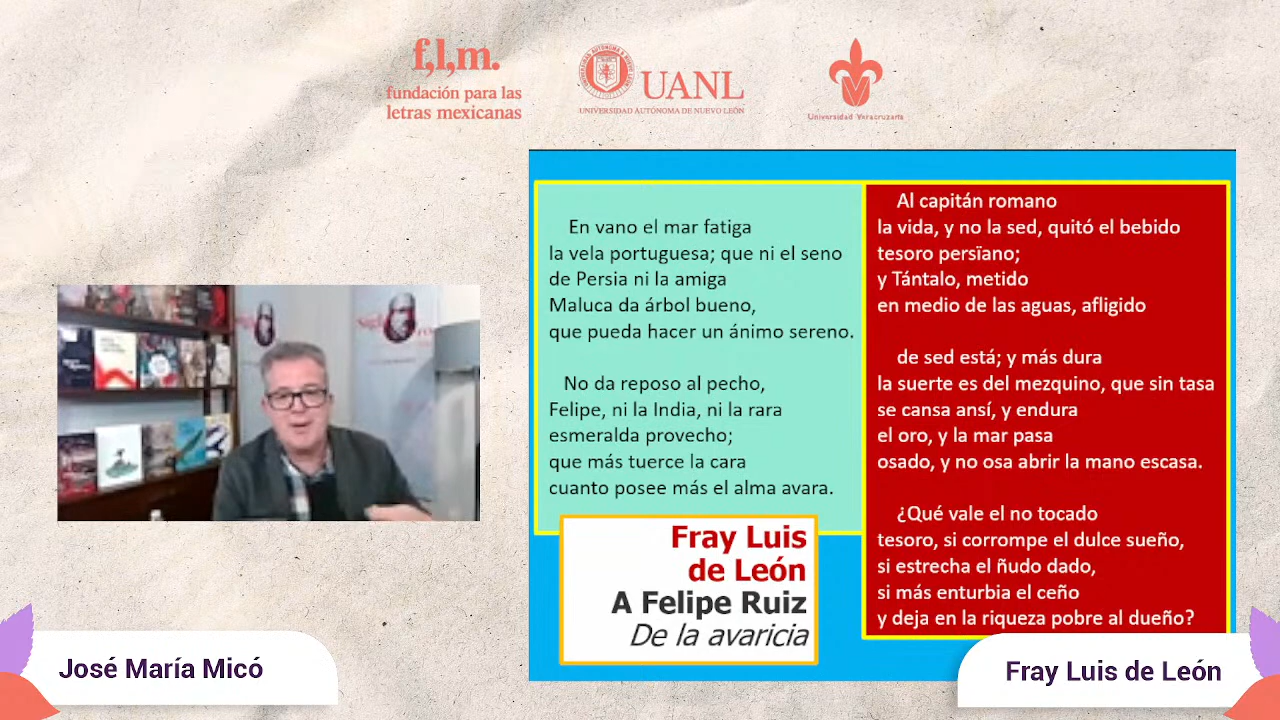 f,l,m.
fundación para las
letras mexicanas
UANL
UNIVERSIDAD AUTÓNOMA DE NUEVO LEÓN
Universidad Veracruzana
En vano el mar fatiga
la vela portuguesa; que ni el seno
de Persia ni la amiga
Maluca da árbol bueno,
que pueda hacer un ánimo sereno.
No da reposo al pecho,
Felipe, ni la India, ni la rara
esmeralda provecho;
que más tuerce la cara
cuanto posee más el alma avara.
Fray Luis
de León
A Felipe Ruiz
De la avaricia
Al capitán romano
la vida, y no la sed, quitó el bebido
tesoro persïano;
y Tántalo, metido
en medio de las aguas, afligido
de sed está; y más dura
la suerte es del mezquino, que sin tasa
se cansa ansí, y endura
el oro, y la mar pasa
osado, y no osa abrir la mano escasa.
¿Qué vale el no tocado
tesoro, si corrompe el dulce sueño,
si estrecha el ñudo dado,
si más enturbia el ceño
y deja en la riqueza pobre al dueño?
José María Micó
Fray Luis de León